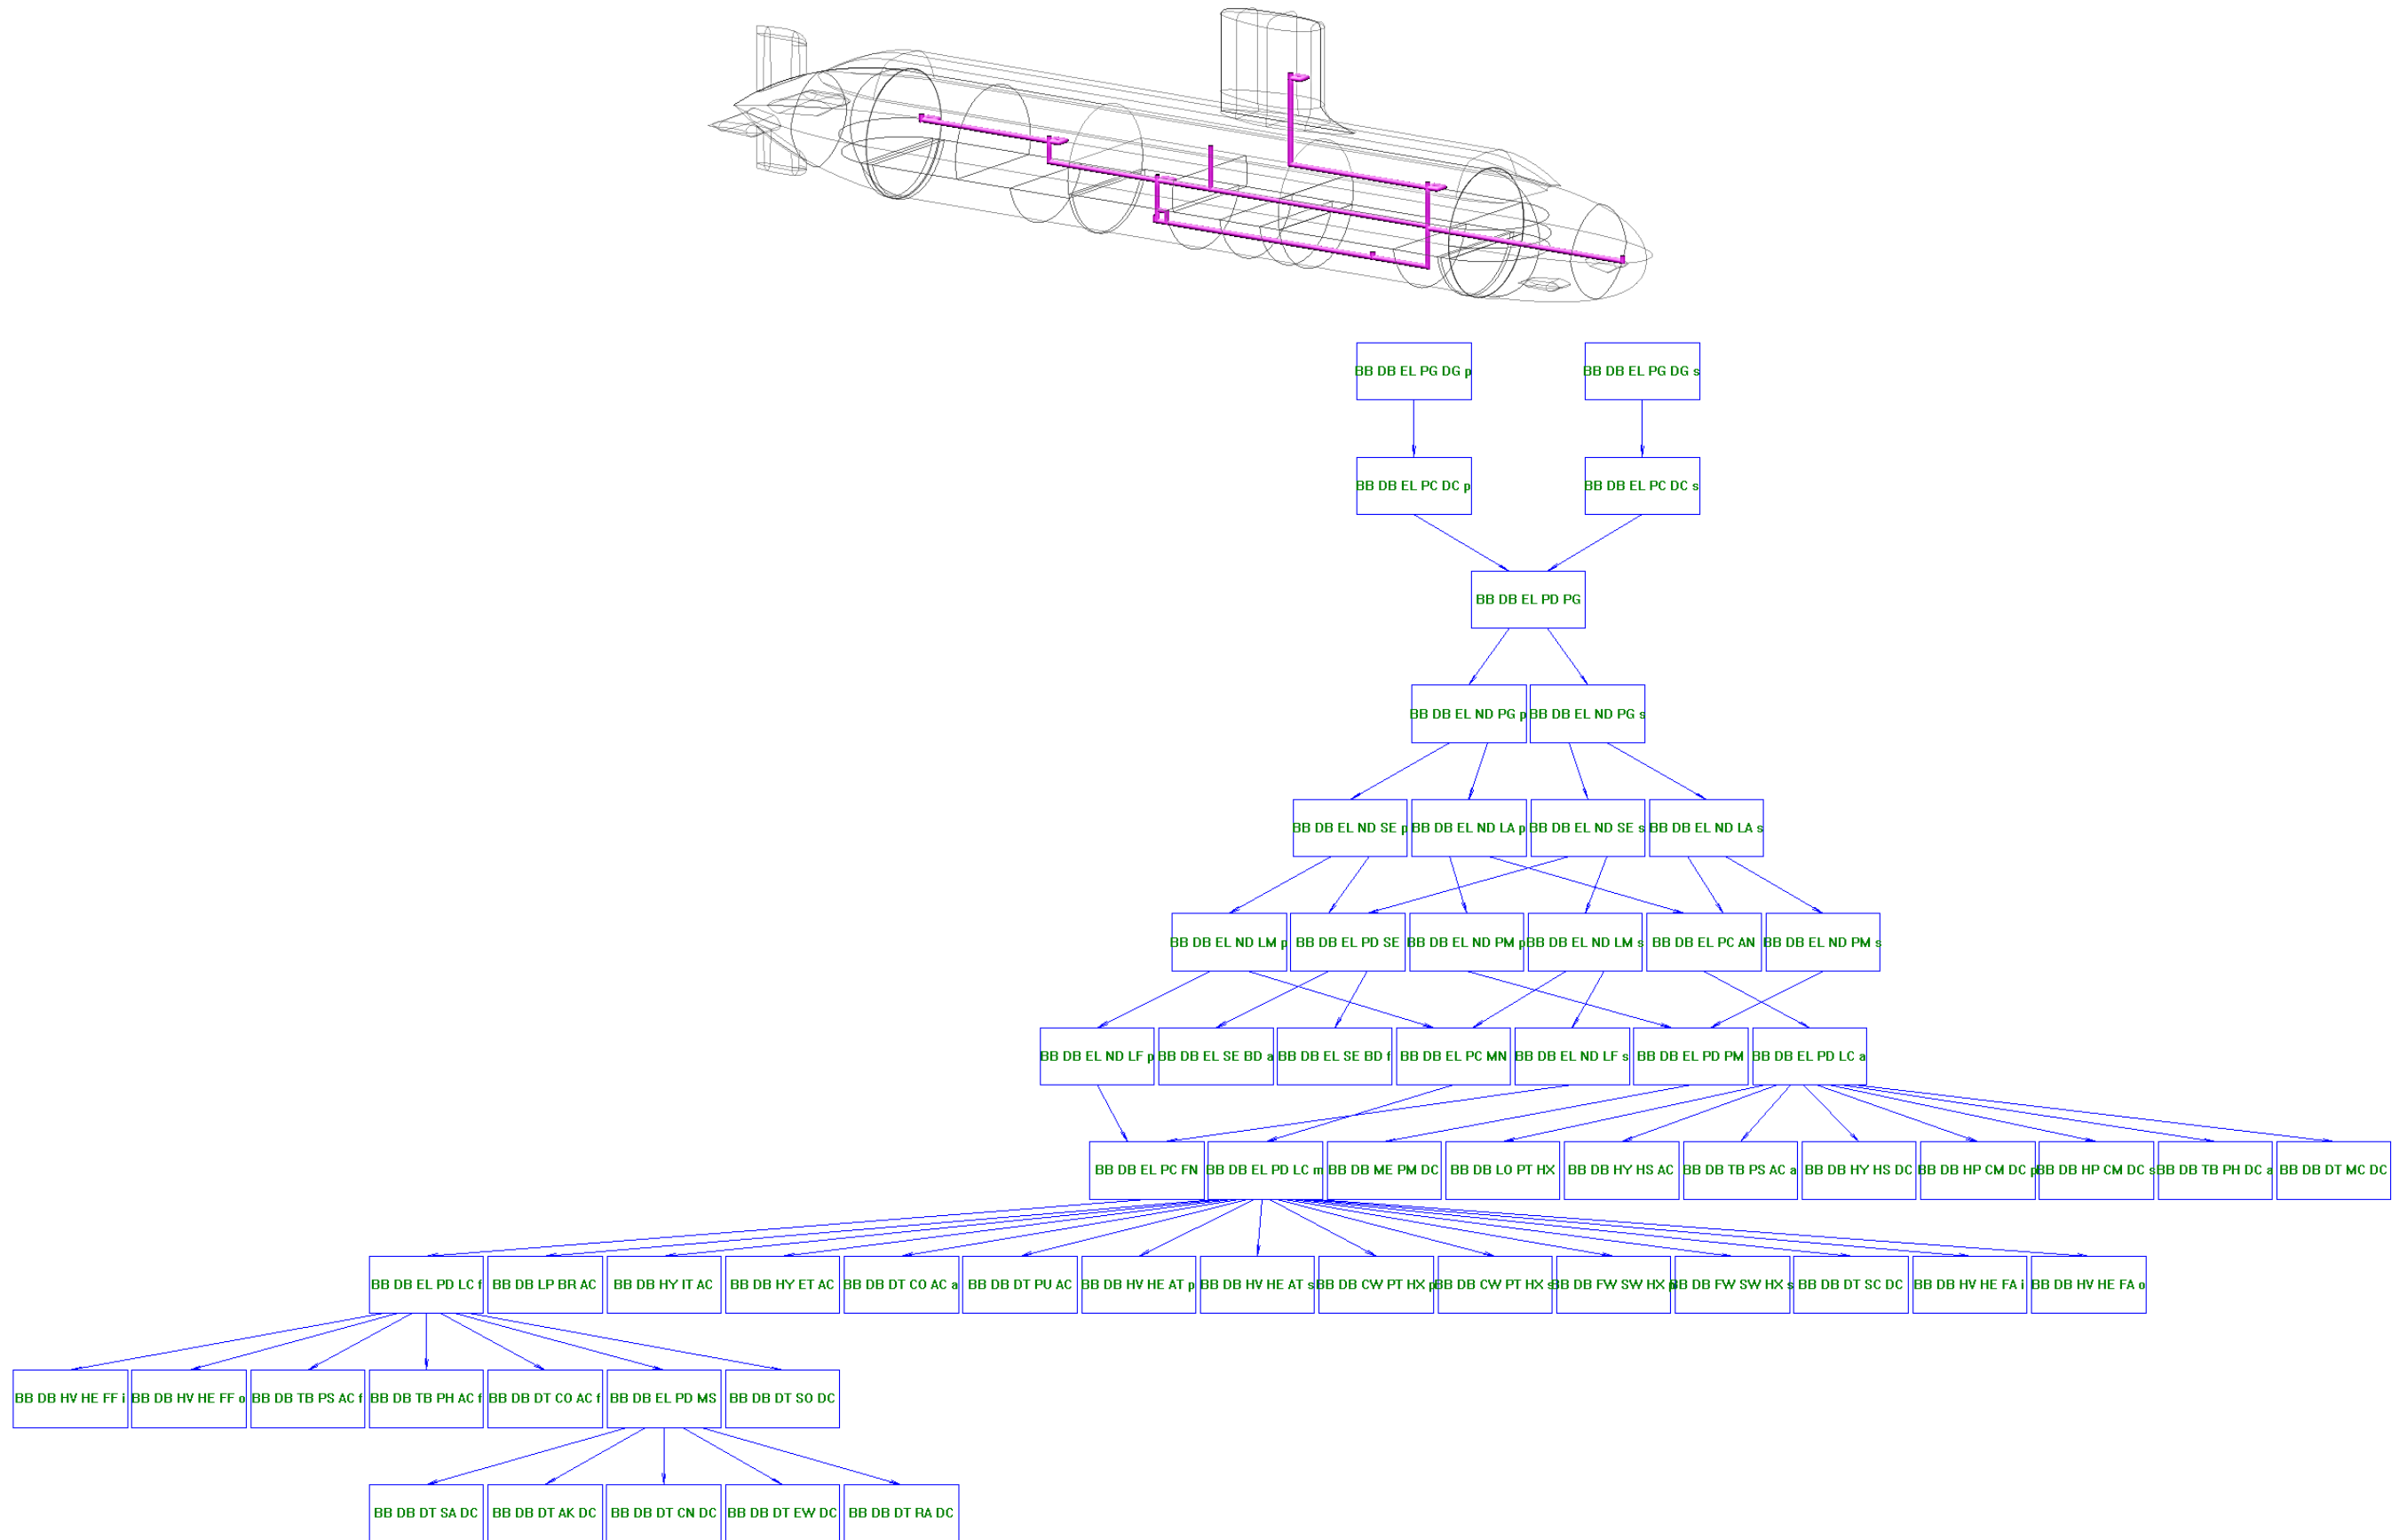 BB DB EL PG DG p
BB DB EL PG DG s
BB DB EL PC DC p
BB DB EL PC DC s
BB DB EL PD PG
BB DB EL ND PG p
BB DB EL ND PG s
BB DB EL ND SE p
BB DB EL ND LA p
BB DB EL ND SE s
BB DB EL ND LA s
BB DB EL ND LM p
BB DB EL PD SE
BB DB EL ND PM p
BB DB EL ND LM s
BB DB EL PC AN
BB DB EL ND PM s
BB DB EL ND LF p
BB DB EL SE BD a
BB DB EL SE BD f
BB DB EL PC MN
BB DB EL ND LF s
BB DB EL PD PM
BB DB EL PD LC a
BB DB EL PC FN
BB DB EL PD LC m
BB DB ME PM DC
BB DB LO PT HX
BB DB HY HS AC
BB DB TB PS AC a
BB DB HY HS DC
BB DB HP CM DC p
BB DB HP CM DC s
BB DB TB PH DC a
BB DB DT MC DC
BB DB EL PD LC f
BB DB LP BR AC
BB DB HY IT AC
BB DB HY ET AC
BB DB DT CO AC a
BB DB DT PU AC
BB DB HV HE AT p
BB DB HV HE AT s
BB DB CW PT HX p
BB DB CW PT HX s
BB DB FW SW HX p
BB DB FW SW HX s
BB DB DT SC DC
BB DB HV HE FA i
BB DB HV HE FA o
BB DB HV HE FF i
BB DB HV HE FF o
BB DB TB PS AC f
BB DB TB PH AC f
BB DB DT CO AC f
BB DB EL PD MS
BB DB DT SO DC
BB DB DT SA DC
BB DB DT AK DC
BB DB DT CN DC
BB DB DT EW DC
BB DB DT RA DC